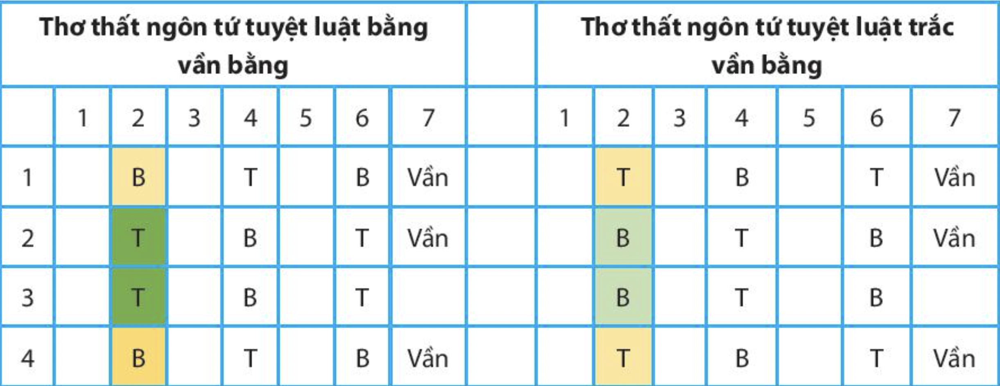 Thơ thất ngôn tứ tuyệt luật bằng
vần bằng
Thơ thất ngôn tứ tuyệt luật trắc
vần bằng
1 2 3 4 5 6 7 1 2 3 4 5 6 7
1 B T B Vần T B T Vần
2 T B T Vần B T B Vần
3 T B T B T B
4 B T B Vần T B T Vần